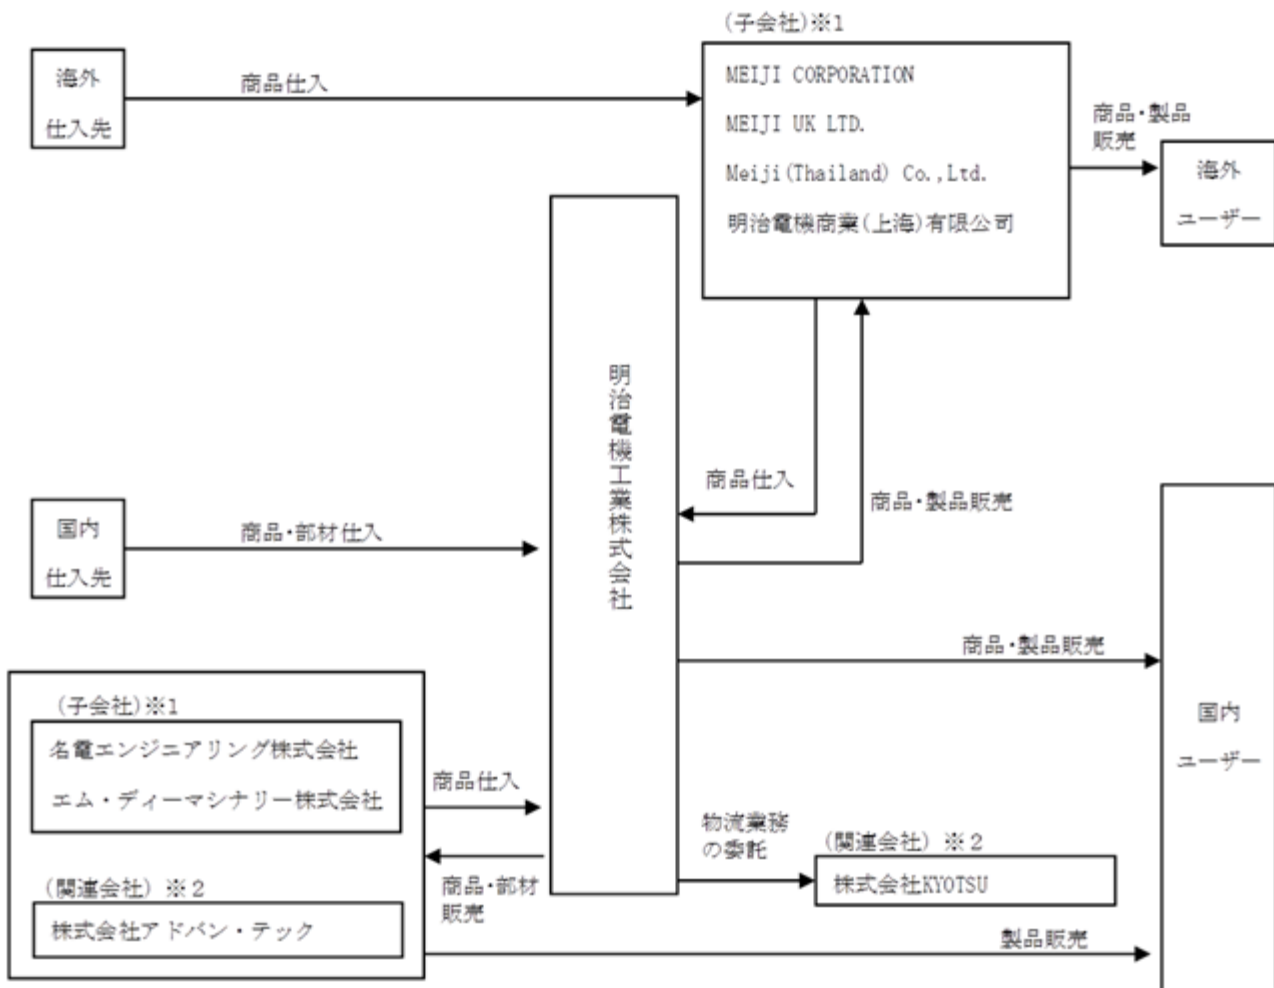 (子会社)※1
海外
仕入先
商品仕入
MEIJI CORPORATION
MEIJI UK LTD.
Meiji(Thailand) Co.,Ltd.
明治電機商業(上海)有限公司
商品・製品
販売
海外
ユーザー
明治電機工業株式会社
商品仕入
商品・製品販売
国内
仕入先
商品・部材仕入
商品・製品販売
国内
ユーザー
(子会社)※1
名電エンジニアリング株式会社
エム・ディーマシナリー株式会社
商品仕入
商品・部材
販売
(関連会社) ※2
株式会社アドバン・テック
物流業務
の委託
(関連会社) ※2
株式会社KYOTSU
製品販売